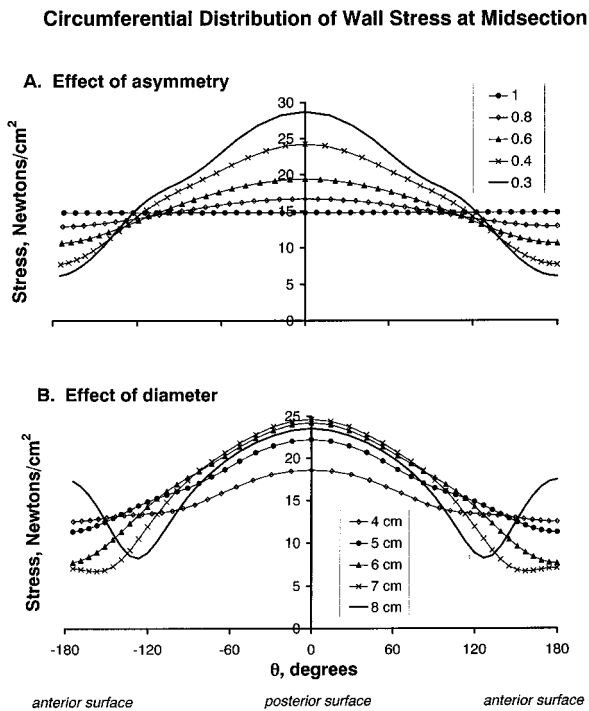 Circumferential Distribution of Wall Stress at Midsection
A. Effect of asymmetry
Stress, Newtons/cm²
30
25
20
15
10
5
0
1
0.8
0.6
0.4
0.3
B. Effect of diameter
Stress, Newtons/cm²
25
20
15
10
5
0
4 cm
5 cm
6 cm
7 cm
8 cm
-180 -120 -60 0 60 120 180
θ, degrees
anterior surface posterior surface anterior surface